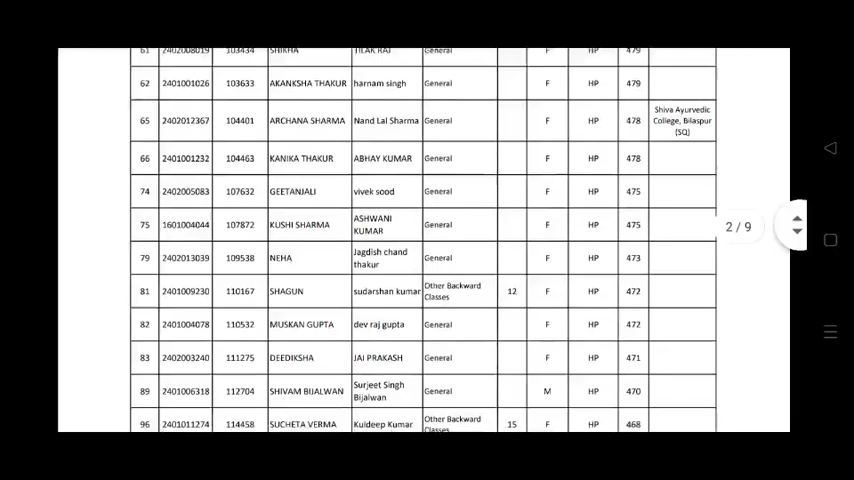 61 2402008019 103434 SHIKHA TILAK RAJ General F HP 479
62 2401001026 103633 AKANKSHA THAKUR harnam singh General F HP 479
65 2402012367 104401 ARCHANA SHARMA Nand Lal Sharma General F HP 478 Shiva Ayurvedic
College, Bilaspur
(SQ)
66 2401001232 104463 KANIKA THAKUR ABHAY KUMAR General F HP 478
74 2402005083 107632 GEETANJALI vivek sood General F HP 475
75 1601004044 107872 KUSHI SHARMA ASHWANI
KUMAR General F HP 475
2 / 9
79 2402013039 109538 NEHA Jagdish chand
thakur General F HP 473
81 2401009230 110167 SHAGUN sudarshan kumar Other Backward
Classes 12 F HP 472
82 2401004078 110532 MUSKAN GUPTA dev raj gupta General F HP 472
83 2402003240 111275 DEEDIKSHA JAI PRAKASH General F HP 471
89 2401006318 112704 SHIVAM BIJALWAN Surjeet Singh
Bijalwan General M HP 470
96 2401011274 114458 SUCHETA VERMA Kuldeep Kumar Other Backward
Classes 15 F HP 468